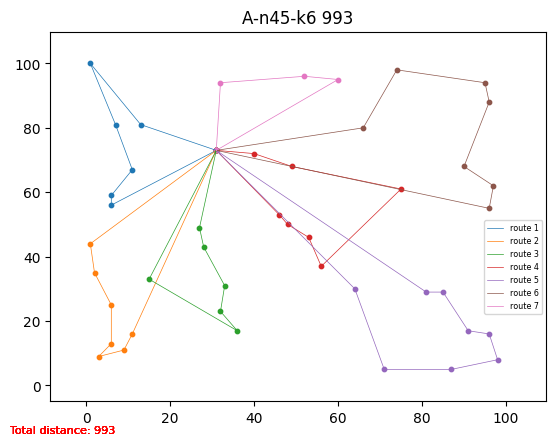 A-n45-k6 993
100
80
60
40
20
0
route 1
route 2
route 3
route 4
route 5
route 6
route 7
0 20 40 60 80 100
Total distance: 993